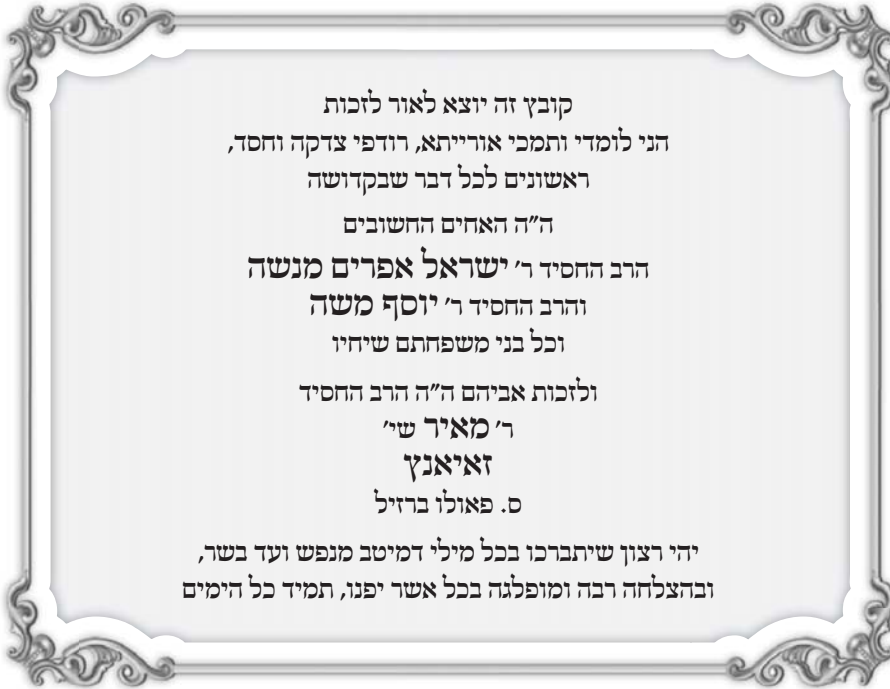 קובץ זה יוצא לאור לזכות
הני לומדי ותמכי אורייתא, רודפי צדקה וחסד,
ראשונים לכל דבר שבקדושה
ה״ה האחים החשובים
הרב החסיד ר׳ ישראל אפרים מנשה
והרב החסיד ר׳ יוסף משה
וכל בני משפחתם שיחיו
ולזכות אביהם ה״ה הרב החסיד
ר׳ מאיר שי׳
זאיאנץ
ס. פאולו ברזיל
יהי רצון שיתברכו בכל מילי דמיטב מנפש ועד בשר,
ובהצלחה רבה ומופלגה בכל אשר יפנו, תמיד כל הימים